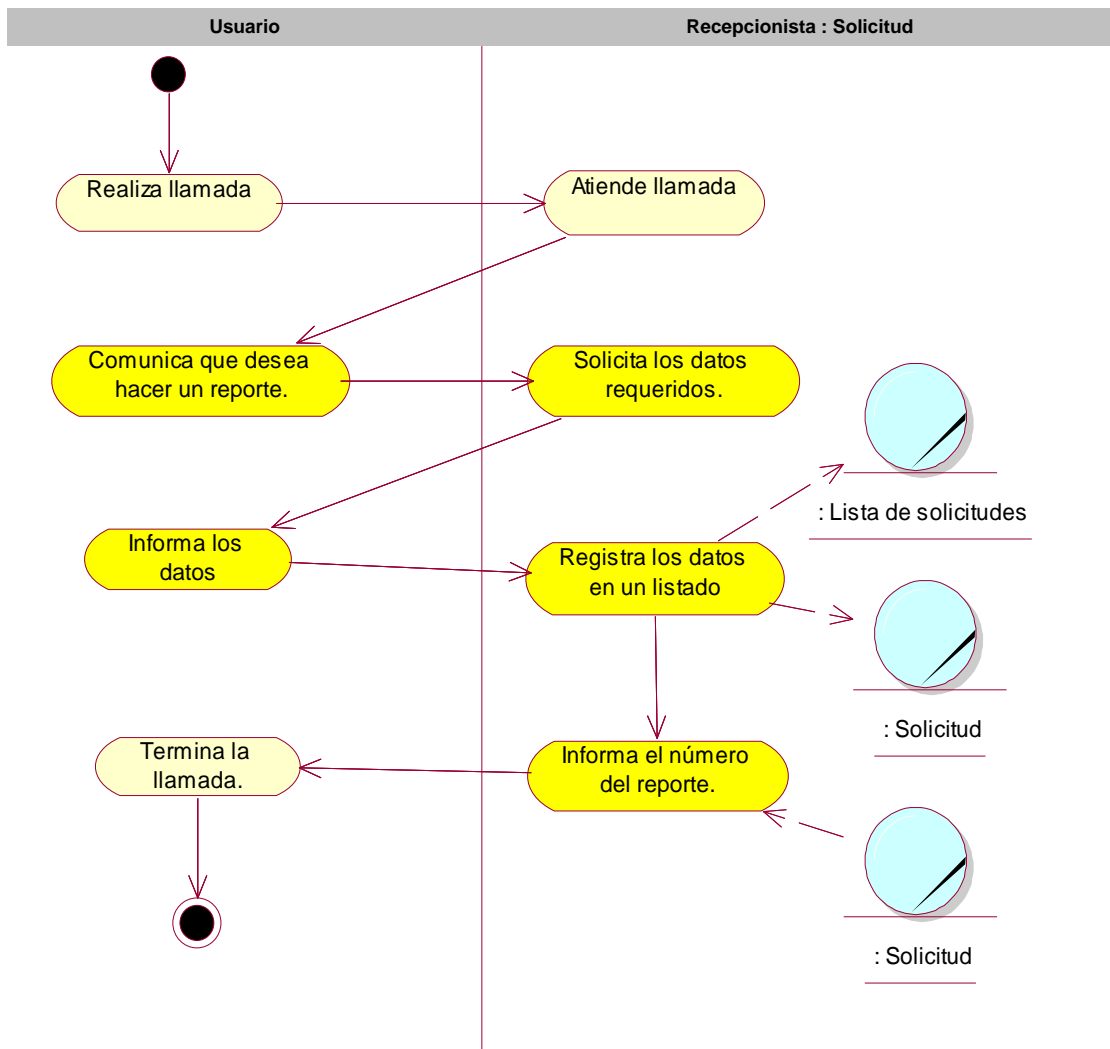 Usuario
Recepcionista : Solicitud
Realiza llamada
Atiende llamada
Comunica que desea
hacer un reporte.
Solicita los datos
requeridos.
: Lista de solicitudes
Informa los
datos
Registra los datos
en un listado
: Solicitud
Termina la
llamada.
Informa el número
del reporte.
: Solicitud